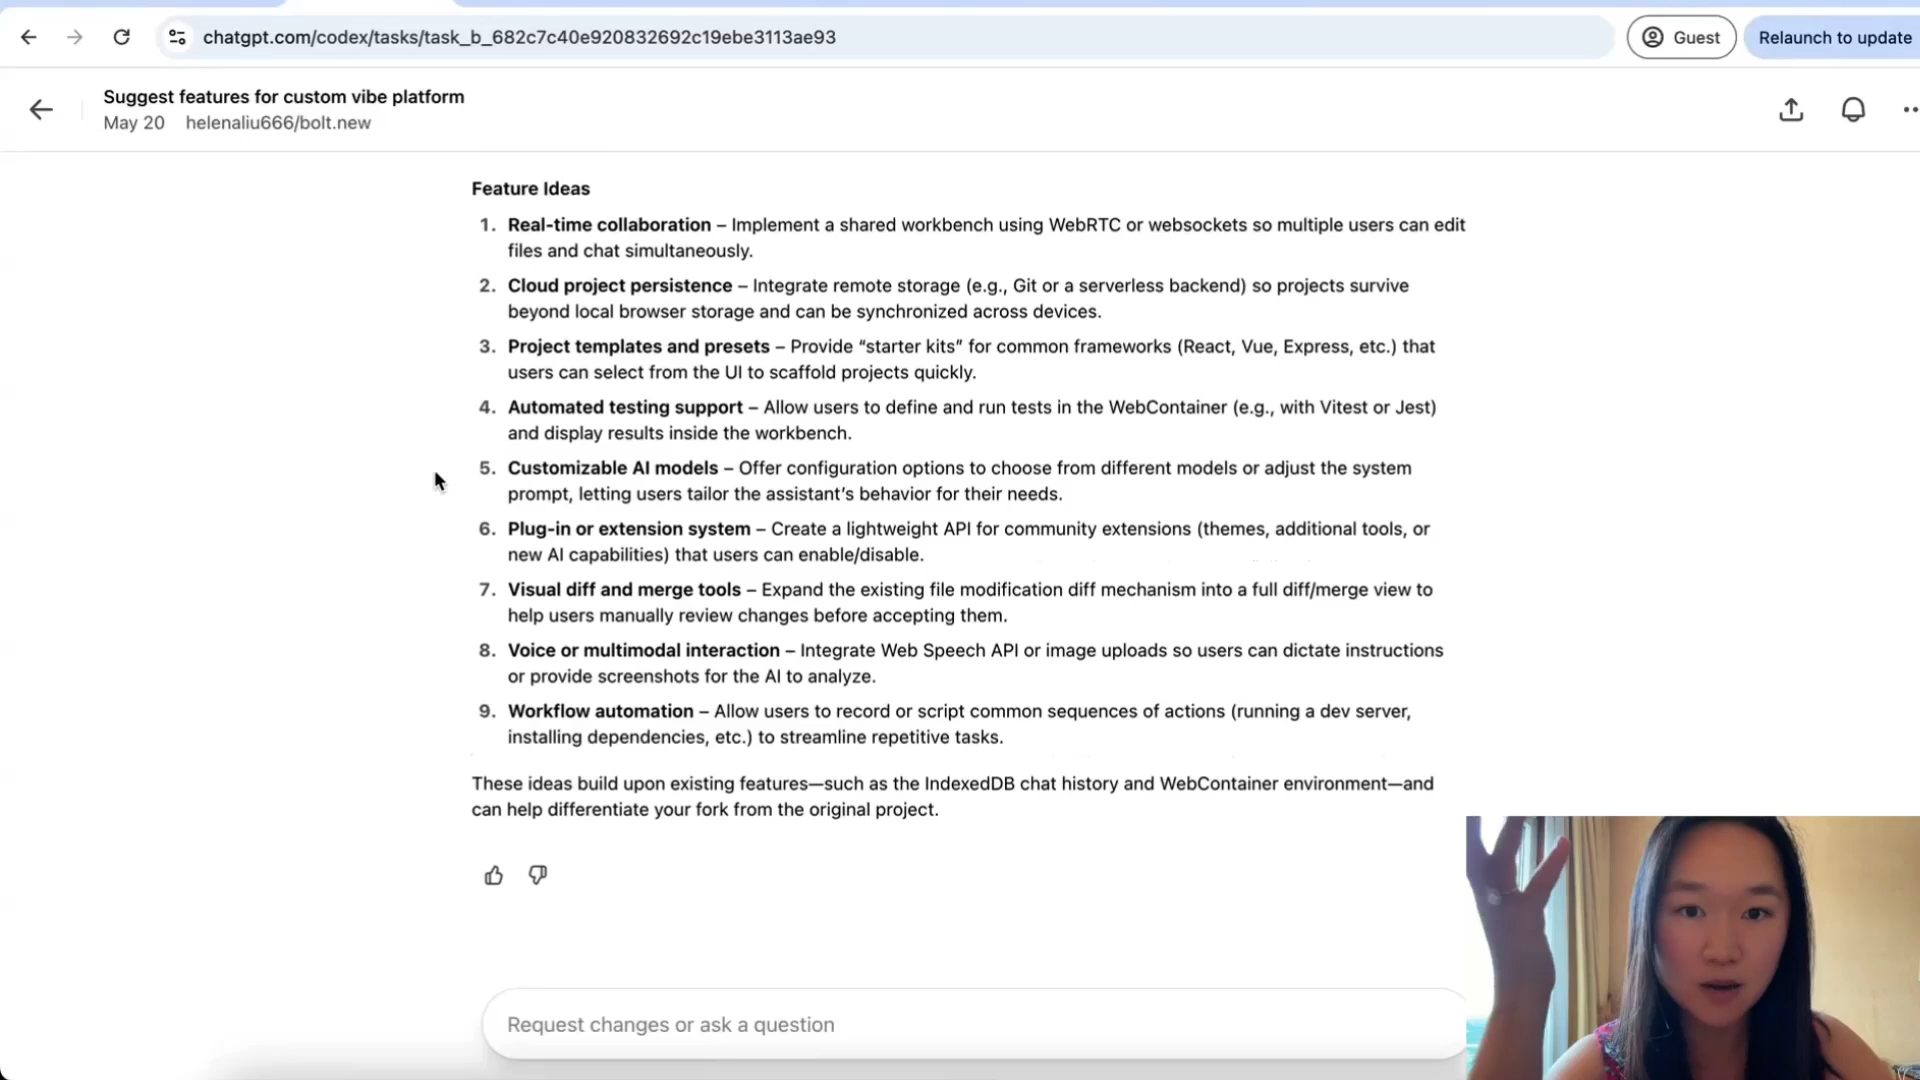 chatgpt.com/codex/tasks/task_b_682c7c40e920832692c19ebe3113ae93
Guest
Relaunch to update
Suggest features for custom vibe platform
May 20 helenaliu666/bolt.new
Feature Ideas
1. Real-time collaboration – Implement a shared workbench using WebRTC or websockets so multiple users can edit
files and chat simultaneously.
2. Cloud project persistence – Integrate remote storage (e.g., Git or a serverless backend) so projects survive
beyond local browser storage and can be synchronized across devices.
3. Project templates and presets – Provide “starter kits” for common frameworks (React, Vue, Express, etc.) that
users can select from the UI to scaffold projects quickly.
4. Automated testing support – Allow users to define and run tests in the WebContainer (e.g., with Vitest or Jest)
and display results inside the workbench.
5. Customizable AI models – Offer configuration options to choose from different models or adjust the system
prompt, letting users tailor the assistant’s behavior for their needs.
6. Plug-in or extension system – Create a lightweight API for community extensions (themes, additional tools, or
new AI capabilities) that users can enable/disable.
7. Visual diff and merge tools – Expand the existing file modification diff mechanism into a full diff/merge view to
help users manually review changes before accepting them.
8. Voice or multimodal interaction – Integrate Web Speech API or image uploads so users can dictate instructions
or provide screenshots for the AI to analyze.
9. Workflow automation – Allow users to record or script common sequences of actions (running a dev server,
installing dependencies, etc.) to streamline repetitive tasks.
These ideas build upon existing features—such as the IndexedDB chat history and WebContainer environment—and
can help differentiate your fork from the original project.
Request changes or ask a question